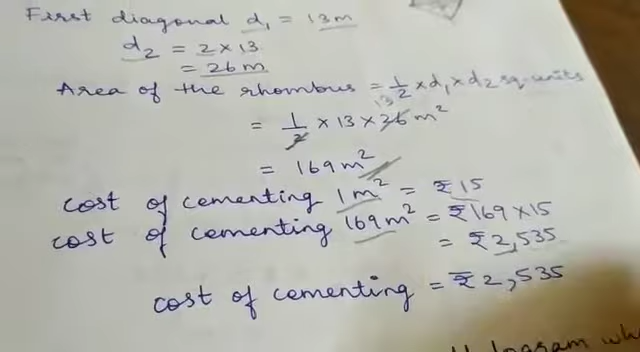 First diagonal d₁ = 13m
d₂ = 2 × 13
= 26 m
Area of the rhombus = 1/2 × d₁ × d₂ sq.units
13
= 1/2 × 13 × 26 m²
= 169 m²
cost of cementing 1m² = ₹15
cost of cementing 169m² = ₹169 × 15
= ₹2,535
cost of cementing = ₹2,535